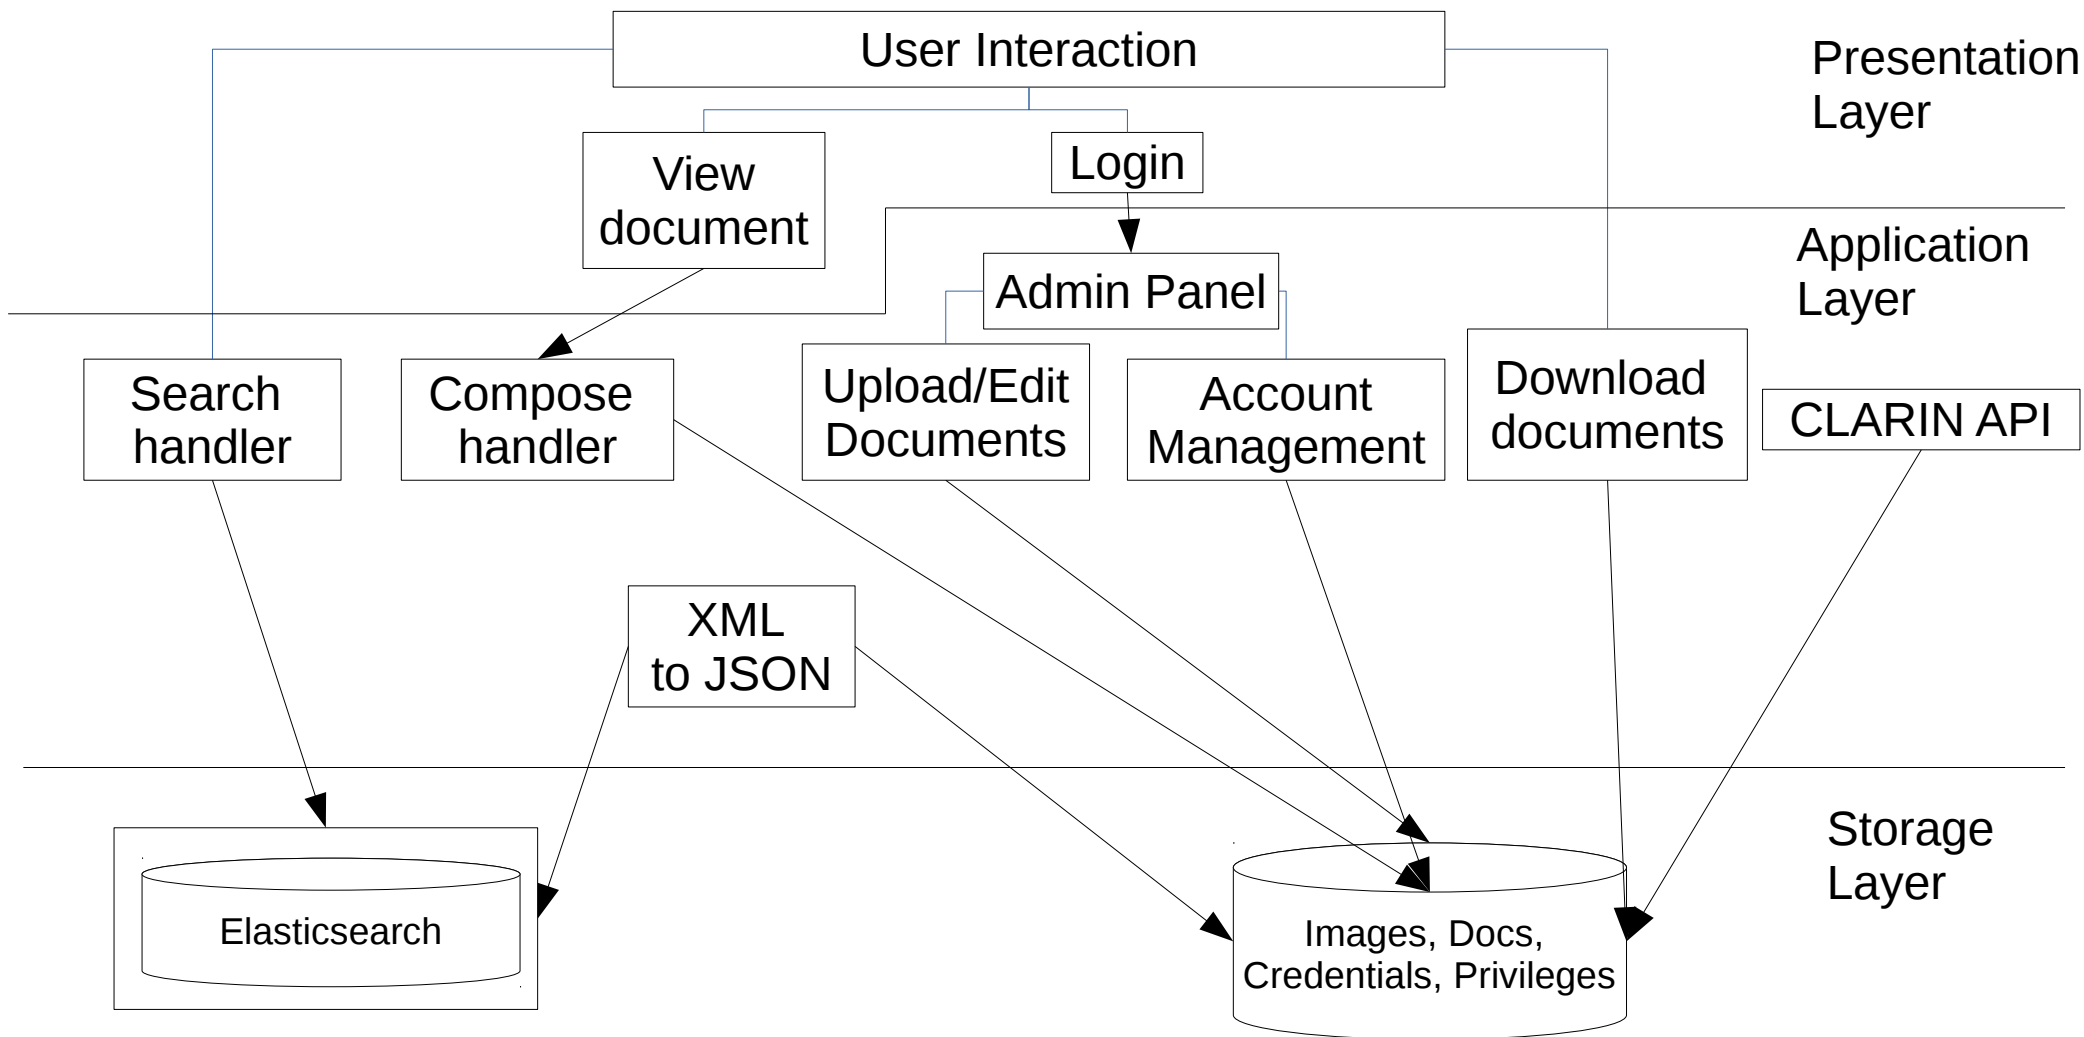 User Interaction
Presentation
Layer
View
document
Login
Application
Layer
Admin Panel
Search
handler
Compose
handler
Upload/Edit
Documents
Account
Management
Download
documents
CLARIN API
XML
to JSON
Storage
Layer
Elasticsearch
Images, Docs,
Credentials, Privileges